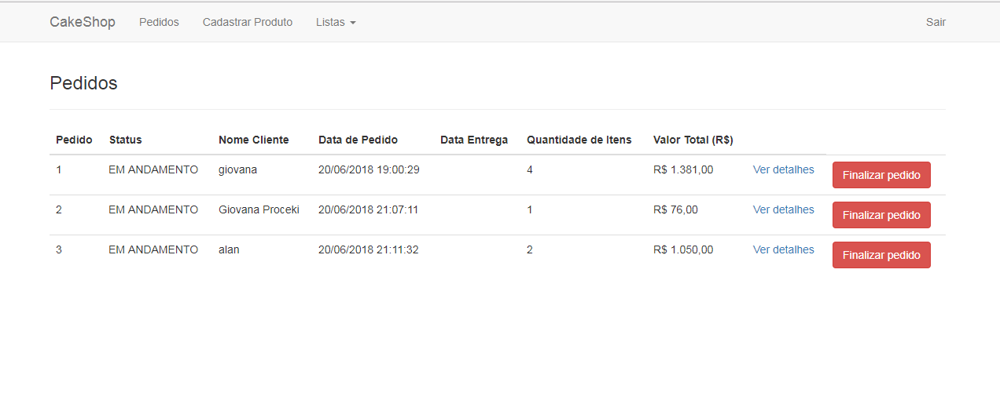 CakeShop Pedidos Cadastrar Produto Listas Sair
Pedidos
Pedido Status Nome Cliente Data de Pedido Data Entrega Quantidade de Itens Valor Total (R$)
1 EM ANDAMENTO giovana 20/06/2018 19:00:29 4 R$ 1.381,00 Ver detalhes Finalizar pedido
2 EM ANDAMENTO Giovana Proceki 20/06/2018 21:07:11 1 R$ 76,00 Ver detalhes Finalizar pedido
3 EM ANDAMENTO alan 20/06/2018 21:11:32 2 R$ 1.050,00 Ver detalhes Finalizar pedido